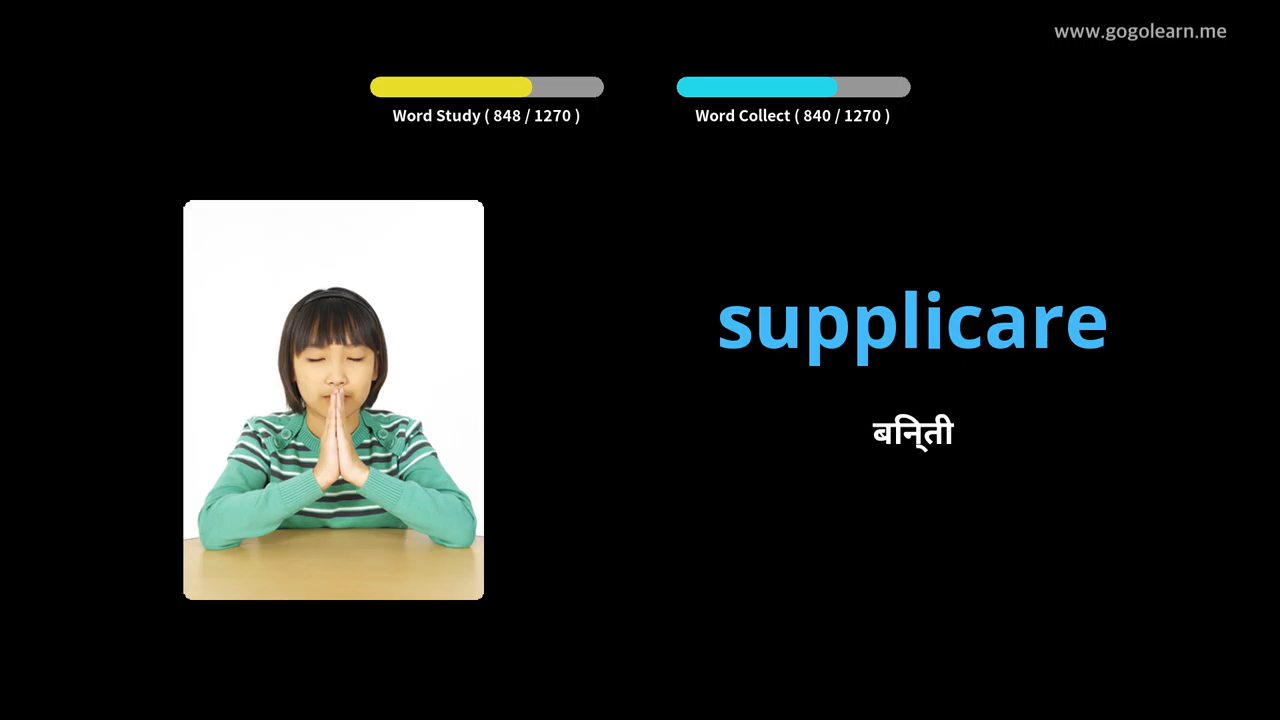 www.gogolearn.me
Word Study ( 848 / 1270 )
Word Collect ( 840 / 1270 )
supplicare
बिन्ती